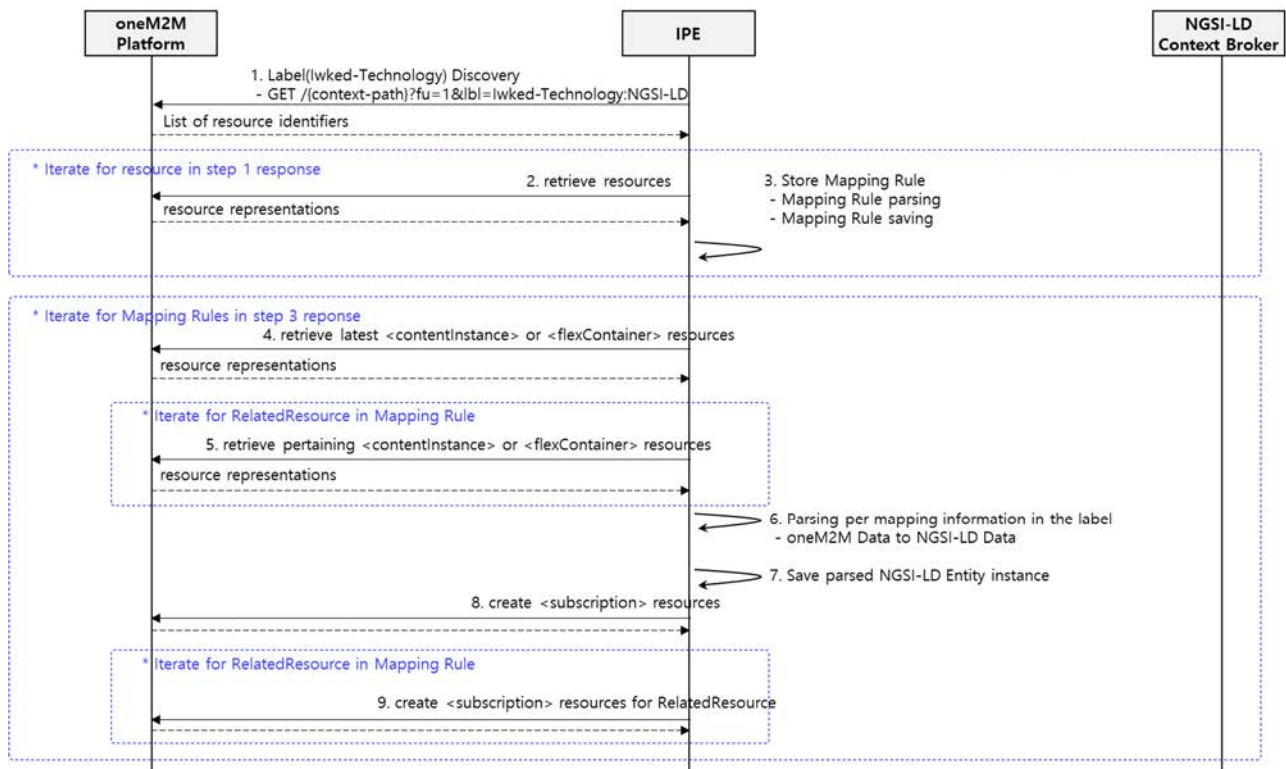 oneM2M
Platform
IPE
NGSI-LD
Context Broker
1. Label(Iwked-Technology) Discovery
- GET /{context-path}?fu=1&lbl=Iwked-Technology:NGSI-LD
List of resource identifiers
* Iterate for resource in step 1 response
2. retrieve resources
3. Store Mapping Rule
- Mapping Rule parsing
- Mapping Rule saving
resource representations
* Iterate for Mapping Rules in step 3 reponse
4. retrieve latest <contentInstance> or <flexContainer> resources
resource representations
* Iterate for RelatedResource in Mapping Rule
5. retrieve pertaining <contentInstance> or <flexContainer> resources
resource representations
6. Parsing per mapping information in the label
- oneM2M Data to NGSI-LD Data
7. Save parsed NGSI-LD Entity instance
8. create <subscription> resources
* Iterate for RelatedResource in Mapping Rule
9. create <subscription> resources for RelatedResource